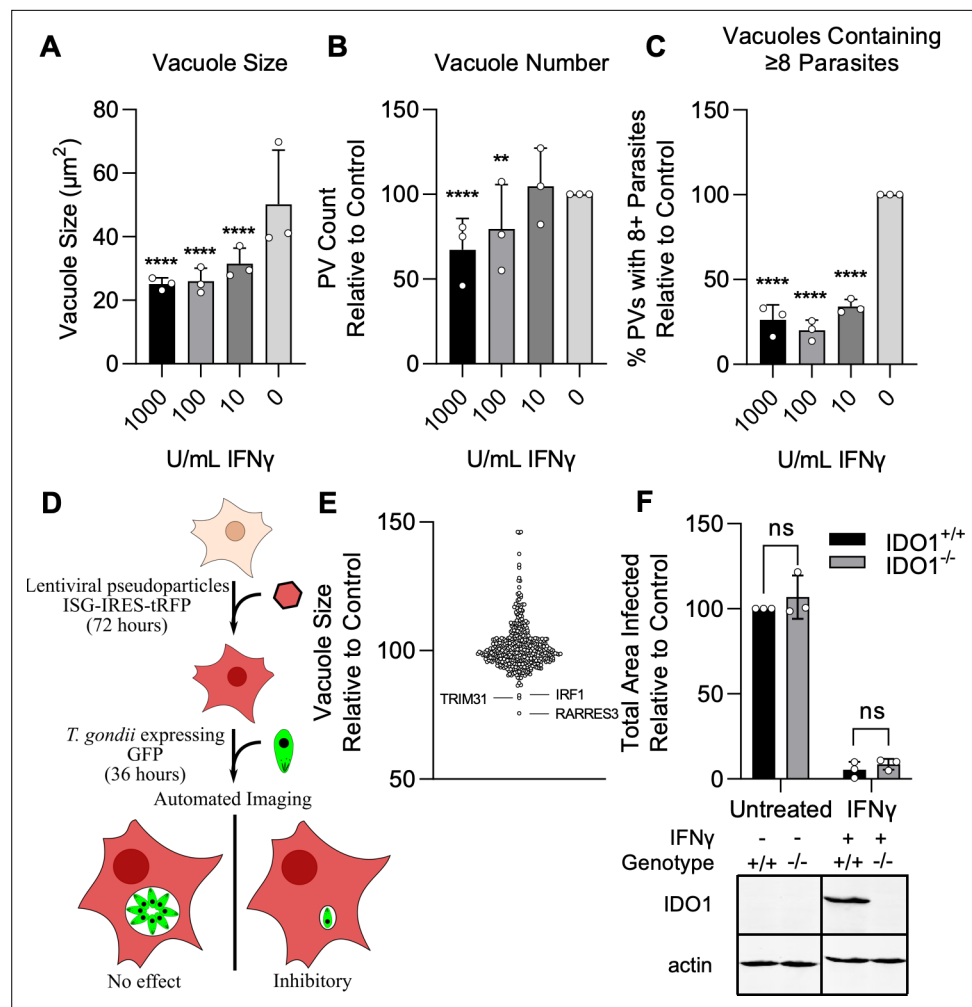 A
Vacuole Size
Vacuole Size (µm²)
80
60
40
20
0
****
****
****
1000
100
10
0
U/mL IFNγ
B
Vacuole Number
PV Count
Relative to Control
150
100
50
0
****
**
1000
100
10
0
U/mL IFNγ
C
Vacuoles Containing
≥8 Parasites
% PVs with 8+ Parasites
Relative to Control
150
100
50
0
****
****
****
1000
100
10
0
U/mL IFNγ
D
Lentiviral pseudoparticles
ISG-IRES-tRFP
(72 hours)
T. gondii expressing
GFP
(36 hours)
Automated Imaging
No effect
Inhibitory
E
Vacuole Size
Relative to Control
150
100
50
TRIM31
IRF1
RARRES3
F
Total Area Infected
Relative to Control
150
100
50
0
ns
ns
IDO1+/+
IDO1-/-
Untreated
IFNγ
IFNγ - - + +
Genotype +/+ -/- +/+ -/-
IDO1
actin